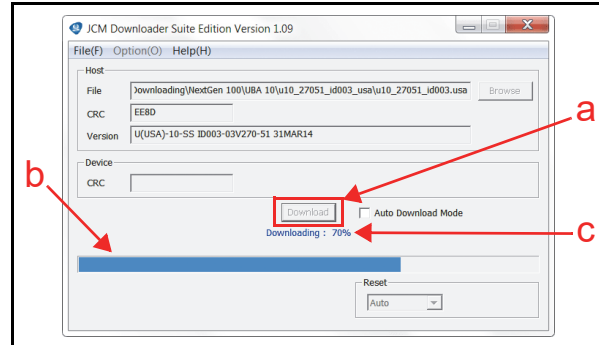 JCM Downloader Suite Edition Version 1.09
File(F) Option(O) Help(H)
Host
File ownloading\NextGen 100\UBA 10\u10_27051_id003_usa\u10_27051_id003.usa Browse
CRC EE8D
Version U(USA)-10-SS ID003-03V270-51 31MAR14
Device
CRC
Download Auto Download Mode
Downloading : 70%
Reset
Auto
a
b
c